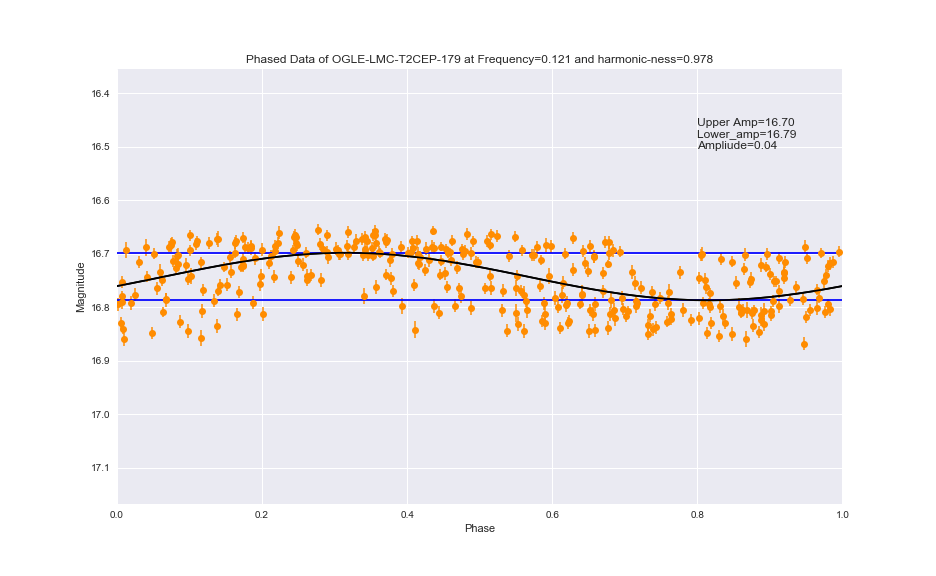 Phased Data of OGLE-LMC-T2CEP-179 at Frequency=0.121 and harmonic-ness=0.978
Upper Amp=16.70
Lower_amp=16.79
Ampliude=0.04
Magnitude
16.4
16.5
16.6
16.7
16.8
16.9
17.0
17.1
0.0 0.2 0.4 0.6 0.8 1.0
Phase